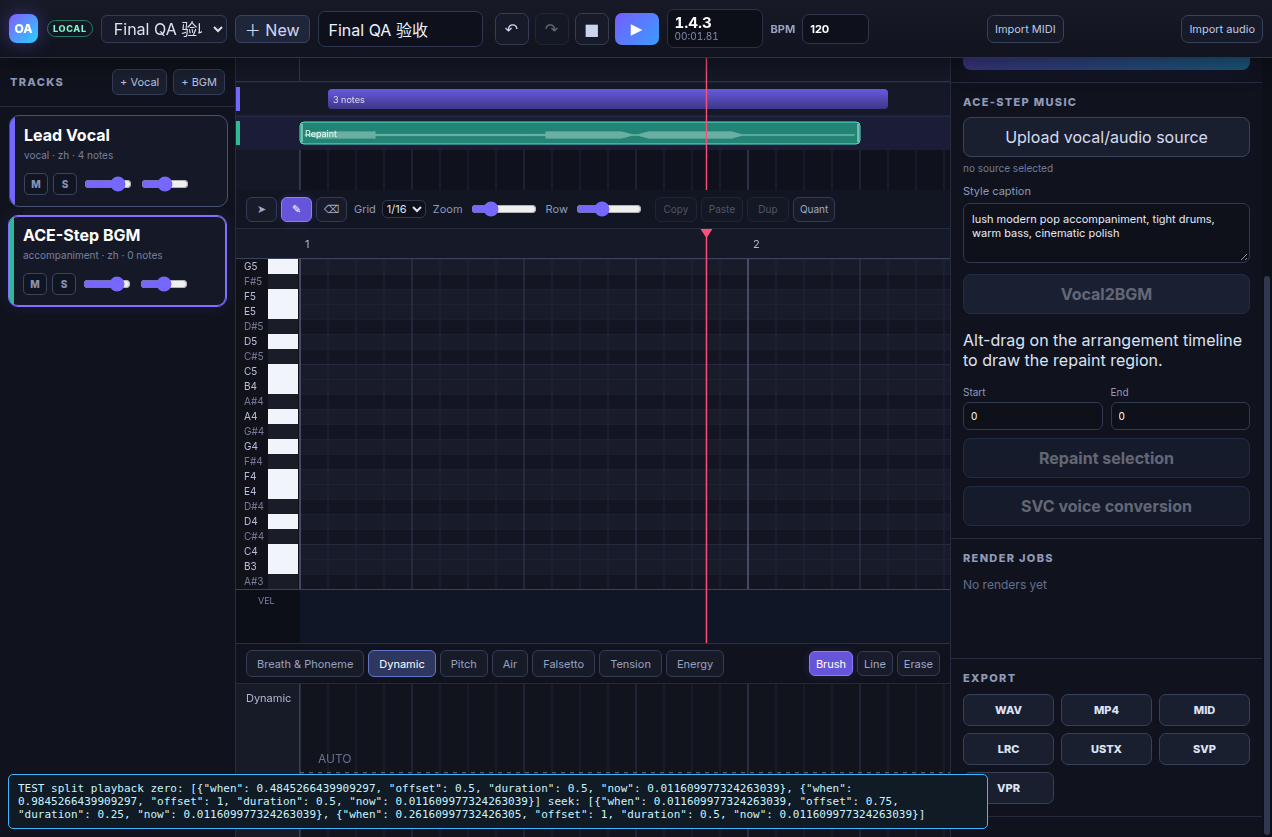 OA LOCAL Final QA 验收 + New Final QA 验收 1.4.3 BPM 120 Import MIDI Import audio
00:01.81
TRACKS + Vocal + BGM
Lead Vocal
vocal · zh · 4 notes
M S
ACE-Step BGM
accompaniment · zh · 0 notes
M S
3 notes
Repaint
Grid 1/16 Zoom Row Copy Paste Dup Quant
1 2
G5
F#5
F5
E5
D#5
D5
C#5
C5
B4
A#4
A4
G#4
G4
F#4
F4
E4
D#4
D4
C#4
C4
B3
A#3
VEL
Breath & Phoneme Dynamic Pitch Air Falsetto Tension Energy Brush Line Erase
Dynamic
AUTO
ACE-STEP MUSIC
Upload vocal/audio source
no source selected
Style caption
lush modern pop accompaniment, tight drums,
warm bass, cinematic polish
Vocal2BGM
Alt-drag on the arrangement timeline
to draw the repaint region.
Start End
0 0
Repaint selection
SVC voice conversion
RENDER JOBS
No renders yet
EXPORT
WAV MP4 MID
LRC USTX SVP
VPR
TEST split playback zero: [{"when": 0.4845266439909297, "offset": 0.5, "duration": 0.5, "now": 0.011609977324263039}, {"when":
0.9845266439909297, "offset": 1, "duration": 0.5, "now": 0.011609977324263039}] seek: [{"when": 0.011609977324263039, "offset": 0.75,
"duration": 0.25, "now": 0.011609977324263039}, {"when": 0.26160997732426305, "offset": 1, "duration": 0.5, "now": 0.011609977324263039}]